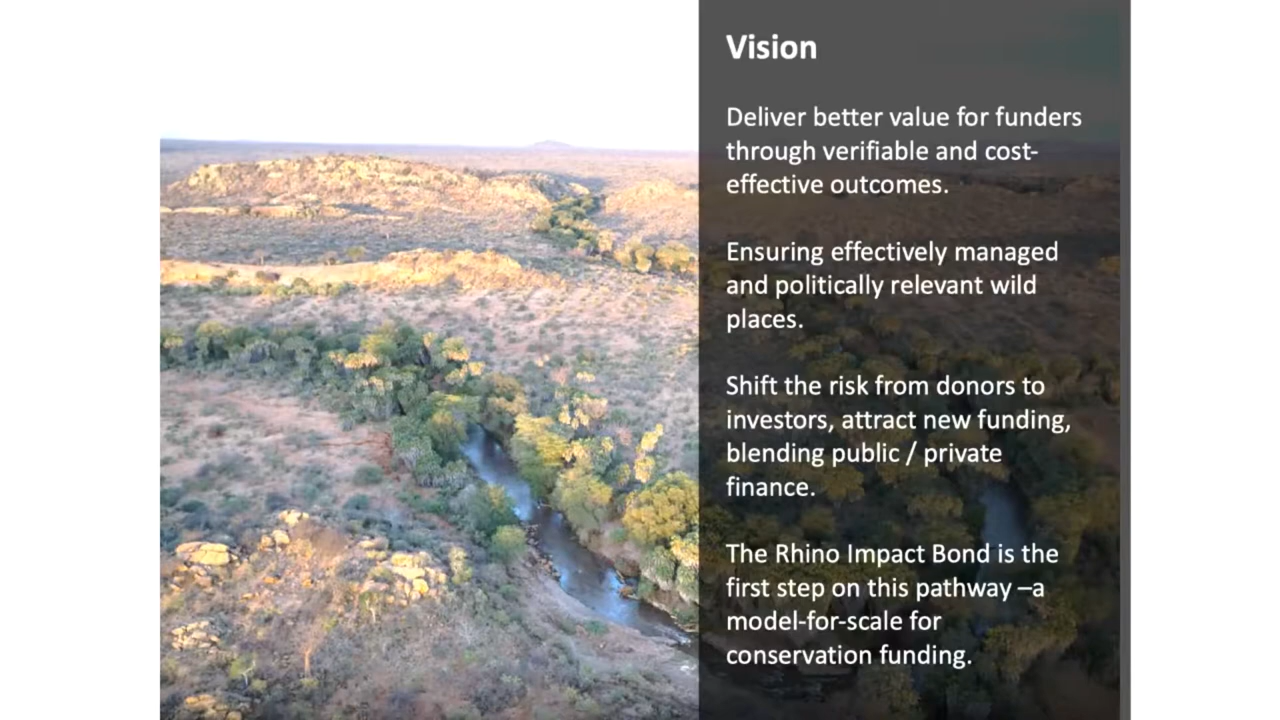 Vision
Deliver better value for funders
through verifiable and cost-
effective outcomes.
Ensuring effectively managed
and politically relevant wild
places.
Shift the risk from donors to
investors, attract new funding,
blending public / private
finance.
The Rhino Impact Bond is the
first step on this pathway –a
model-for-scale for
conservation funding.